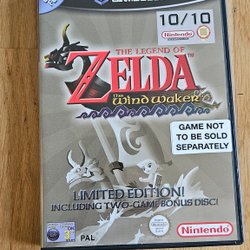 10/10
Nintendo
THE LEGEND OF
ZELDA
The Wind Waker
GAME NOT
TO BE SOLD
SEPARATELY
LIMITED EDITION!
INCLUDING TWO-GAME BONUS DISC!
PAL
Nintendo